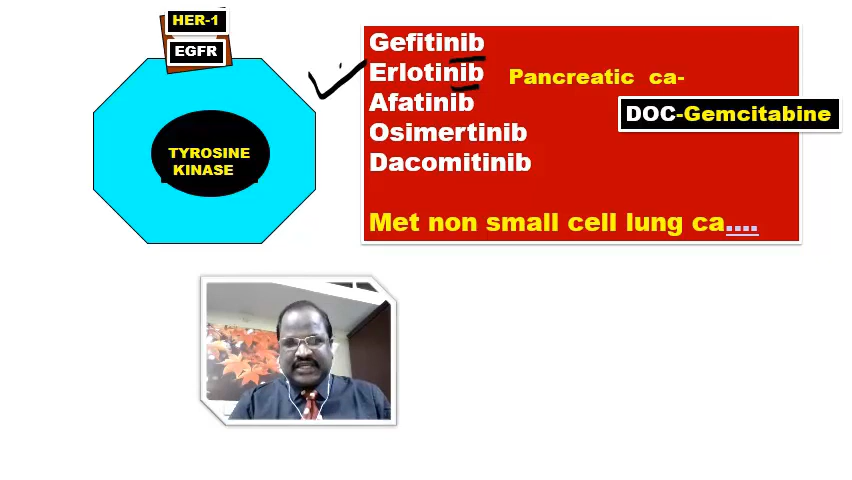 HER-1
EGFR
TYROSINE
KINASE
Gefitinib
Erlotinib
Pancreatic ca-
Afatinib
DOC-Gemcitabine
Osimertinib
Dacomitinib
Met non small cell lung ca....